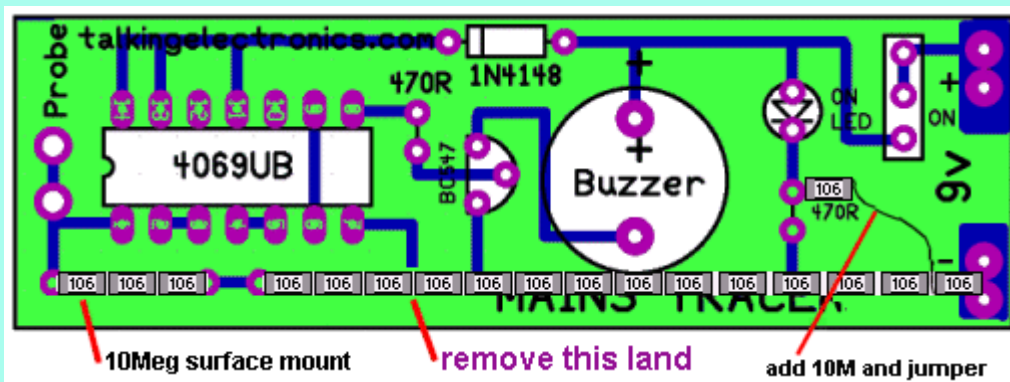 talkingelectronics.com
Probe
470R
1N4148
+
ON
LED
+
ON
9v
4069UB
BC547
+
Buzzer
106
470R
-
106 106 106 106 106 106 106 106 106 106 106 106 106 106 106 106 106
MAINS TRACER
10Meg surface mount
remove this land
add 10M and jumper